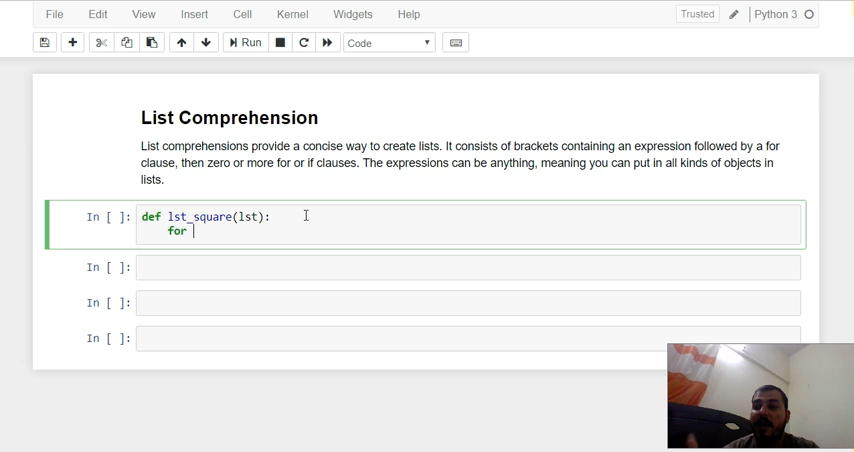 File Edit View Insert Cell Kernel Widgets Help Trusted Python 3
Run Code
List Comprehension
List comprehensions provide a concise way to create lists. It consists of brackets containing an expression followed by a for
clause, then zero or more for or if clauses. The expressions can be anything, meaning you can put in all kinds of objects in
lists.
In [ ]: def lst_square(lst):
for
In [ ]:
In [ ]:
In [ ]: